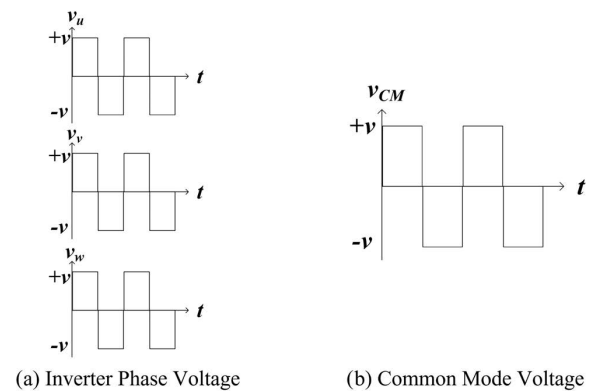 v_u
+v
t
-v
v_v
+v
t
-v
v_w
+v
t
-v
(a) Inverter Phase Voltage
v_CM
+v
t
-v
(b) Common Mode Voltage